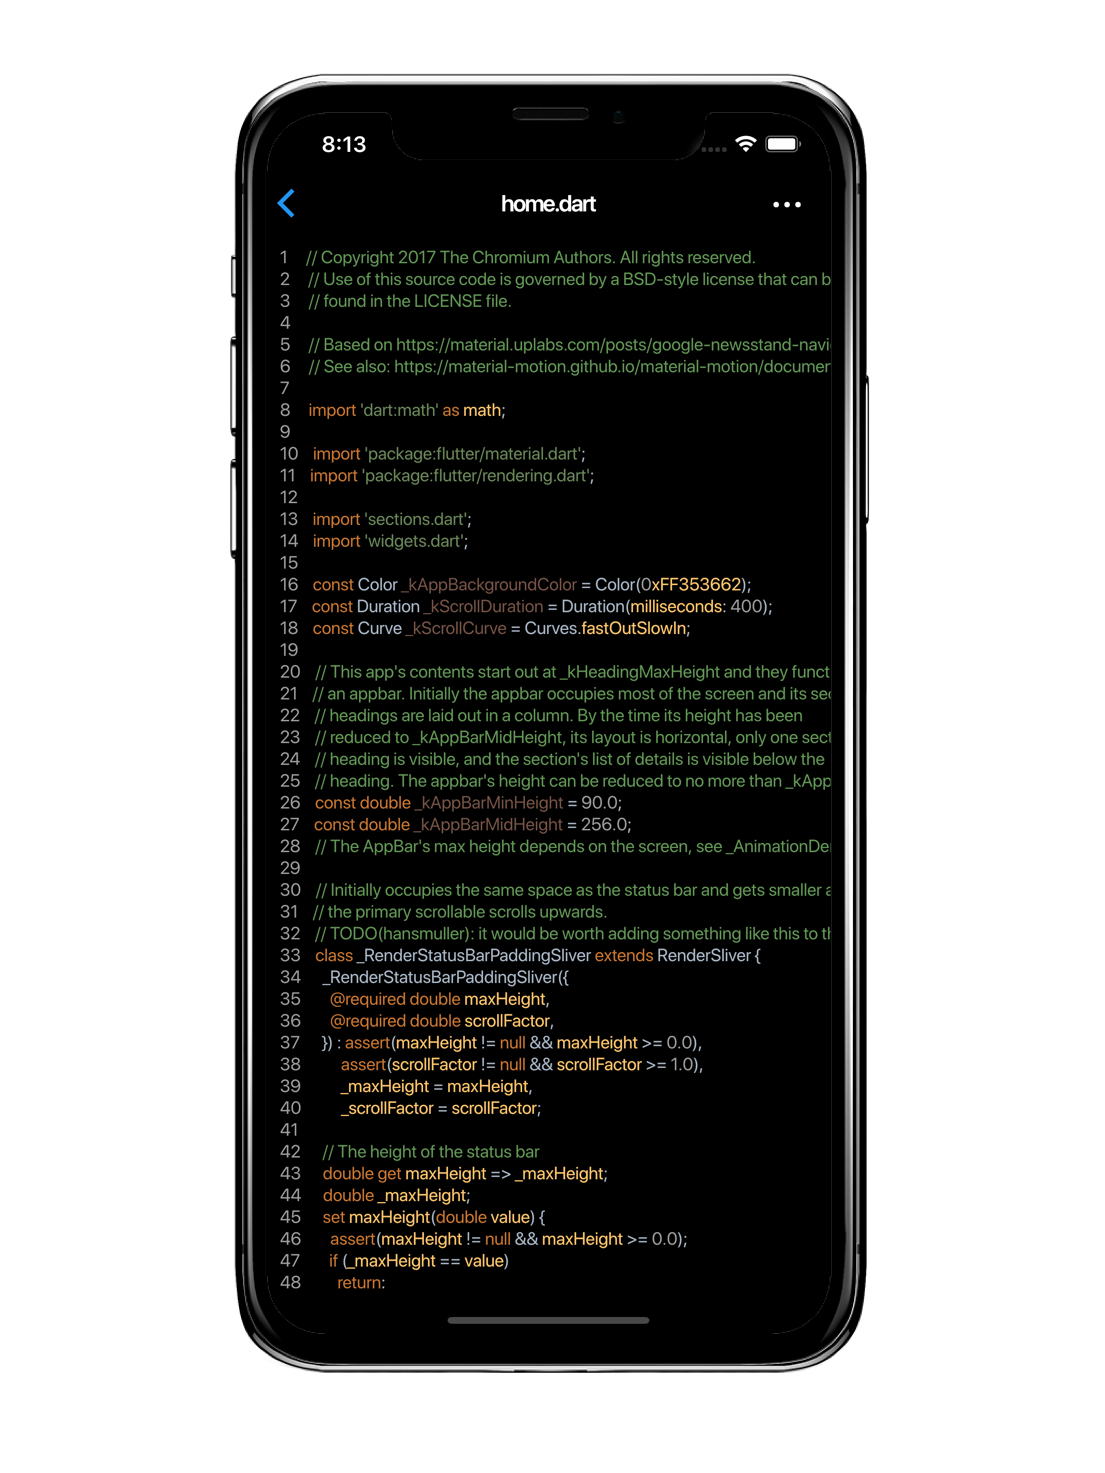 8:13
home.dart
1 // Copyright 2017 The Chromium Authors. All rights reserved.
2 // Use of this source code is governed by a BSD-style license that can b
3 // found in the LICENSE file.
4
5 // Based on https://material.uplabs.com/posts/google-newsstand-navi
6 // See also: https://material-motion.github.io/material-motion/documen
7
8 import 'dart:math' as math;
9
10 import 'package:flutter/material.dart';
11 import 'package:flutter/rendering.dart';
12
13 import 'sections.dart';
14 import 'widgets.dart';
15
16 const Color _kAppBackgroundColor = Color(0xFF353662);
17 const Duration _kScrollDuration = Duration(milliseconds: 400);
18 const Curve _kScrollCurve = Curves.fastOutSlowIn;
19
20 // This app's contents start out at _kHeadingMaxHeight and they funct
21 // an appbar. Initially the appbar occupies most of the screen and its sec
22 // headings are laid out in a column. By the time its height has been
23 // reduced to _kAppBarMidHeight, its layout is horizontal, only one sect
24 // heading is visible, and the section's list of details is visible below the
25 // heading. The appbar's height can be reduced to no more than _kApp
26 const double _kAppBarMinHeight = 90.0;
27 const double _kAppBarMidHeight = 256.0;
28 // The AppBar's max height depends on the screen, see _AnimationDe
29
30 // Initially occupies the same space as the status bar and gets smaller a
31 // the primary scrollable scrolls upwards.
32 // TODO(hansmuller): it would be worth adding something like this to th
33 class _RenderStatusBarPaddingSliver extends RenderSliver {
34 _RenderStatusBarPaddingSliver({
35 @required double maxHeight,
36 @required double scrollFactor,
37 }) : assert(maxHeight != null && maxHeight >= 0.0),
38 assert(scrollFactor != null && scrollFactor >= 1.0),
39 _maxHeight = maxHeight,
40 _scrollFactor = scrollFactor;
41
42 // The height of the status bar
43 double get maxHeight => _maxHeight;
44 double _maxHeight;
45 set maxHeight(double value) {
46 assert(maxHeight != null && maxHeight >= 0.0);
47 if (_maxHeight == value)
48 return: